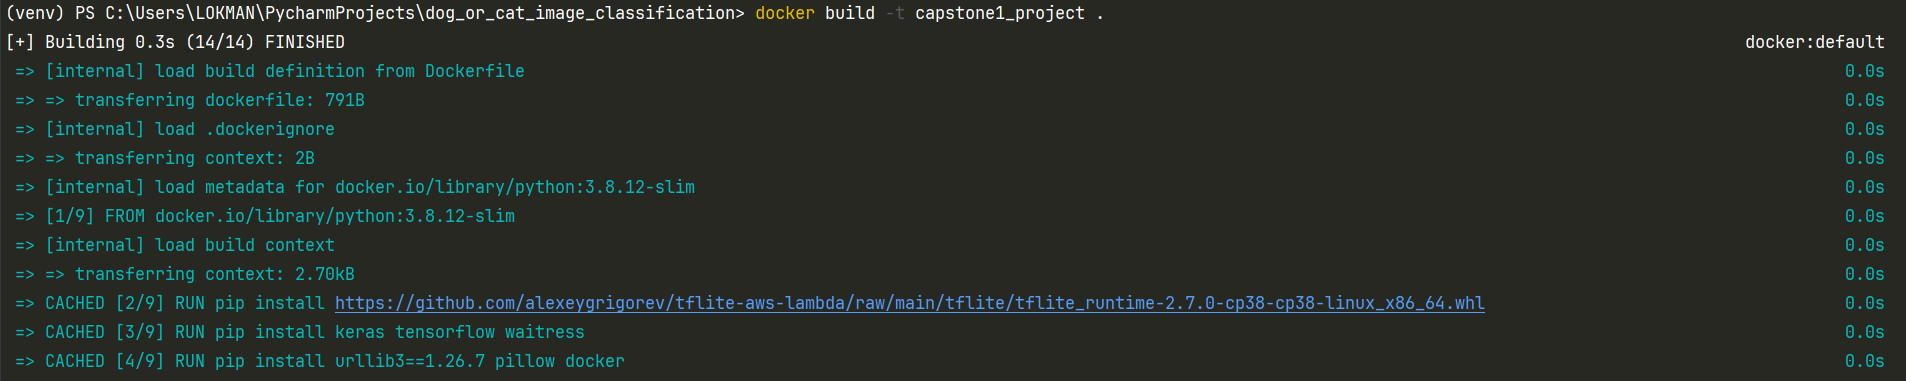 (venv) PS C:\Users\LOKMAN\PycharmProjects\dog_or_cat_image_classification> docker build -t capstone1_project .
[+] Building 0.3s (14/14) FINISHED docker:default
=> [internal] load build definition from Dockerfile 0.0s
=> => transferring dockerfile: 791B 0.0s
=> [internal] load .dockerignore 0.0s
=> => transferring context: 2B 0.0s
=> [internal] load metadata for docker.io/library/python:3.8.12-slim 0.0s
=> [1/9] FROM docker.io/library/python:3.8.12-slim 0.0s
=> [internal] load build context 0.0s
=> => transferring context: 2.70kB 0.0s
=> CACHED [2/9] RUN pip install https://github.com/alexeygrigorev/tflite-aws-lambda/raw/main/tflite/tflite_runtime-2.7.0-cp38-cp38-linux_x86_64.whl 0.0s
=> CACHED [3/9] RUN pip install keras tensorflow waitress 0.0s
=> CACHED [4/9] RUN pip install urllib3==1.26.7 pillow docker 0.0s